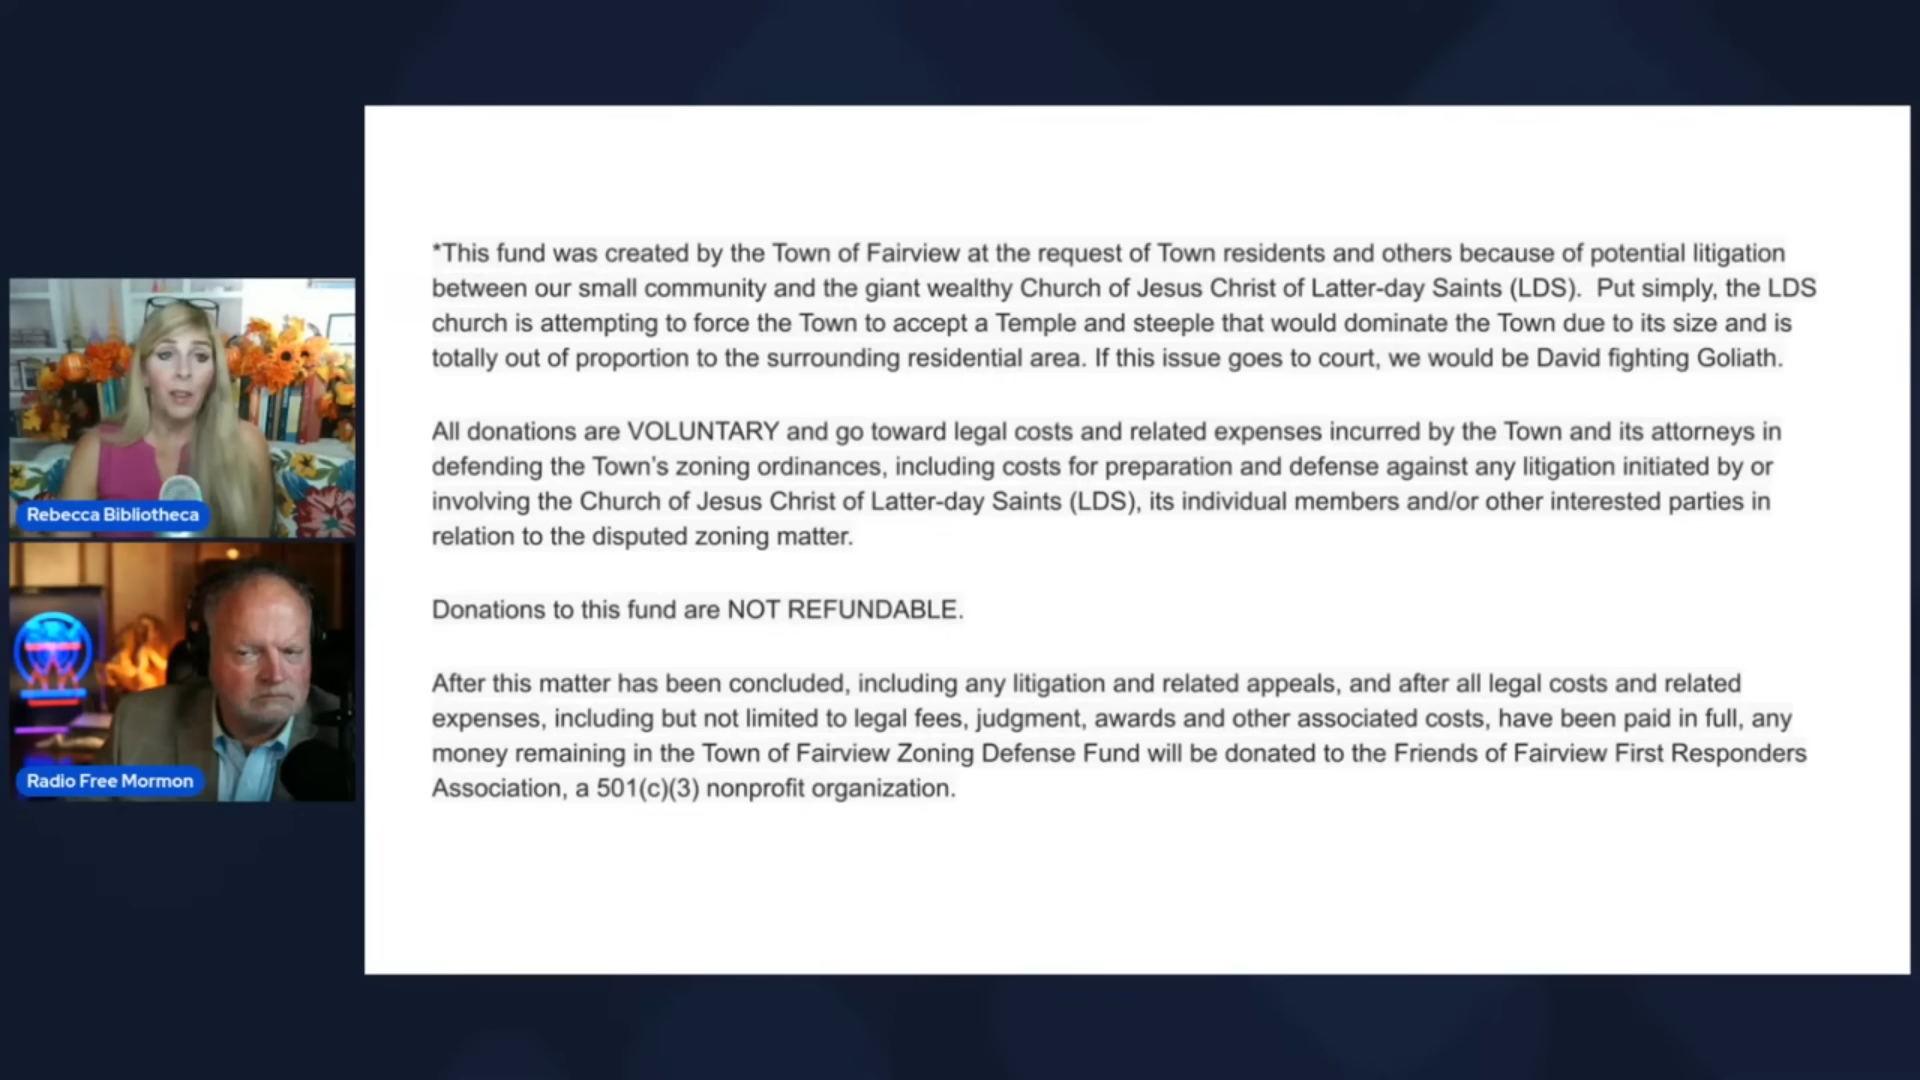 *This fund was created by the Town of Fairview at the request of Town residents and others because of potential litigation
between our small community and the giant wealthy Church of Jesus Christ of Latter-day Saints (LDS). Put simply, the LDS
church is attempting to force the Town to accept a Temple and steeple that would dominate the Town due to its size and is
totally out of proportion to the surrounding residential area. If this issue goes to court, we would be David fighting Goliath.
All donations are VOLUNTARY and go toward legal costs and related expenses incurred by the Town and its attorneys in
defending the Town's zoning ordinances, including costs for preparation and defense against any litigation initiated by or
involving the Church of Jesus Christ of Latter-day Saints (LDS), its individual members and/or other interested parties in
relation to the disputed zoning matter.
Donations to this fund are NOT REFUNDABLE.
After this matter has been concluded, including any litigation and related appeals, and after all legal costs and related
expenses, including but not limited to legal fees, judgment, awards and other associated costs, have been paid in full, any
money remaining in the Town of Fairview Zoning Defense Fund will be donated to the Friends of Fairview First Responders
Association, a 501(c)(3) nonprofit organization.
Rebecca Bibliotheca
Radio Free Mormon